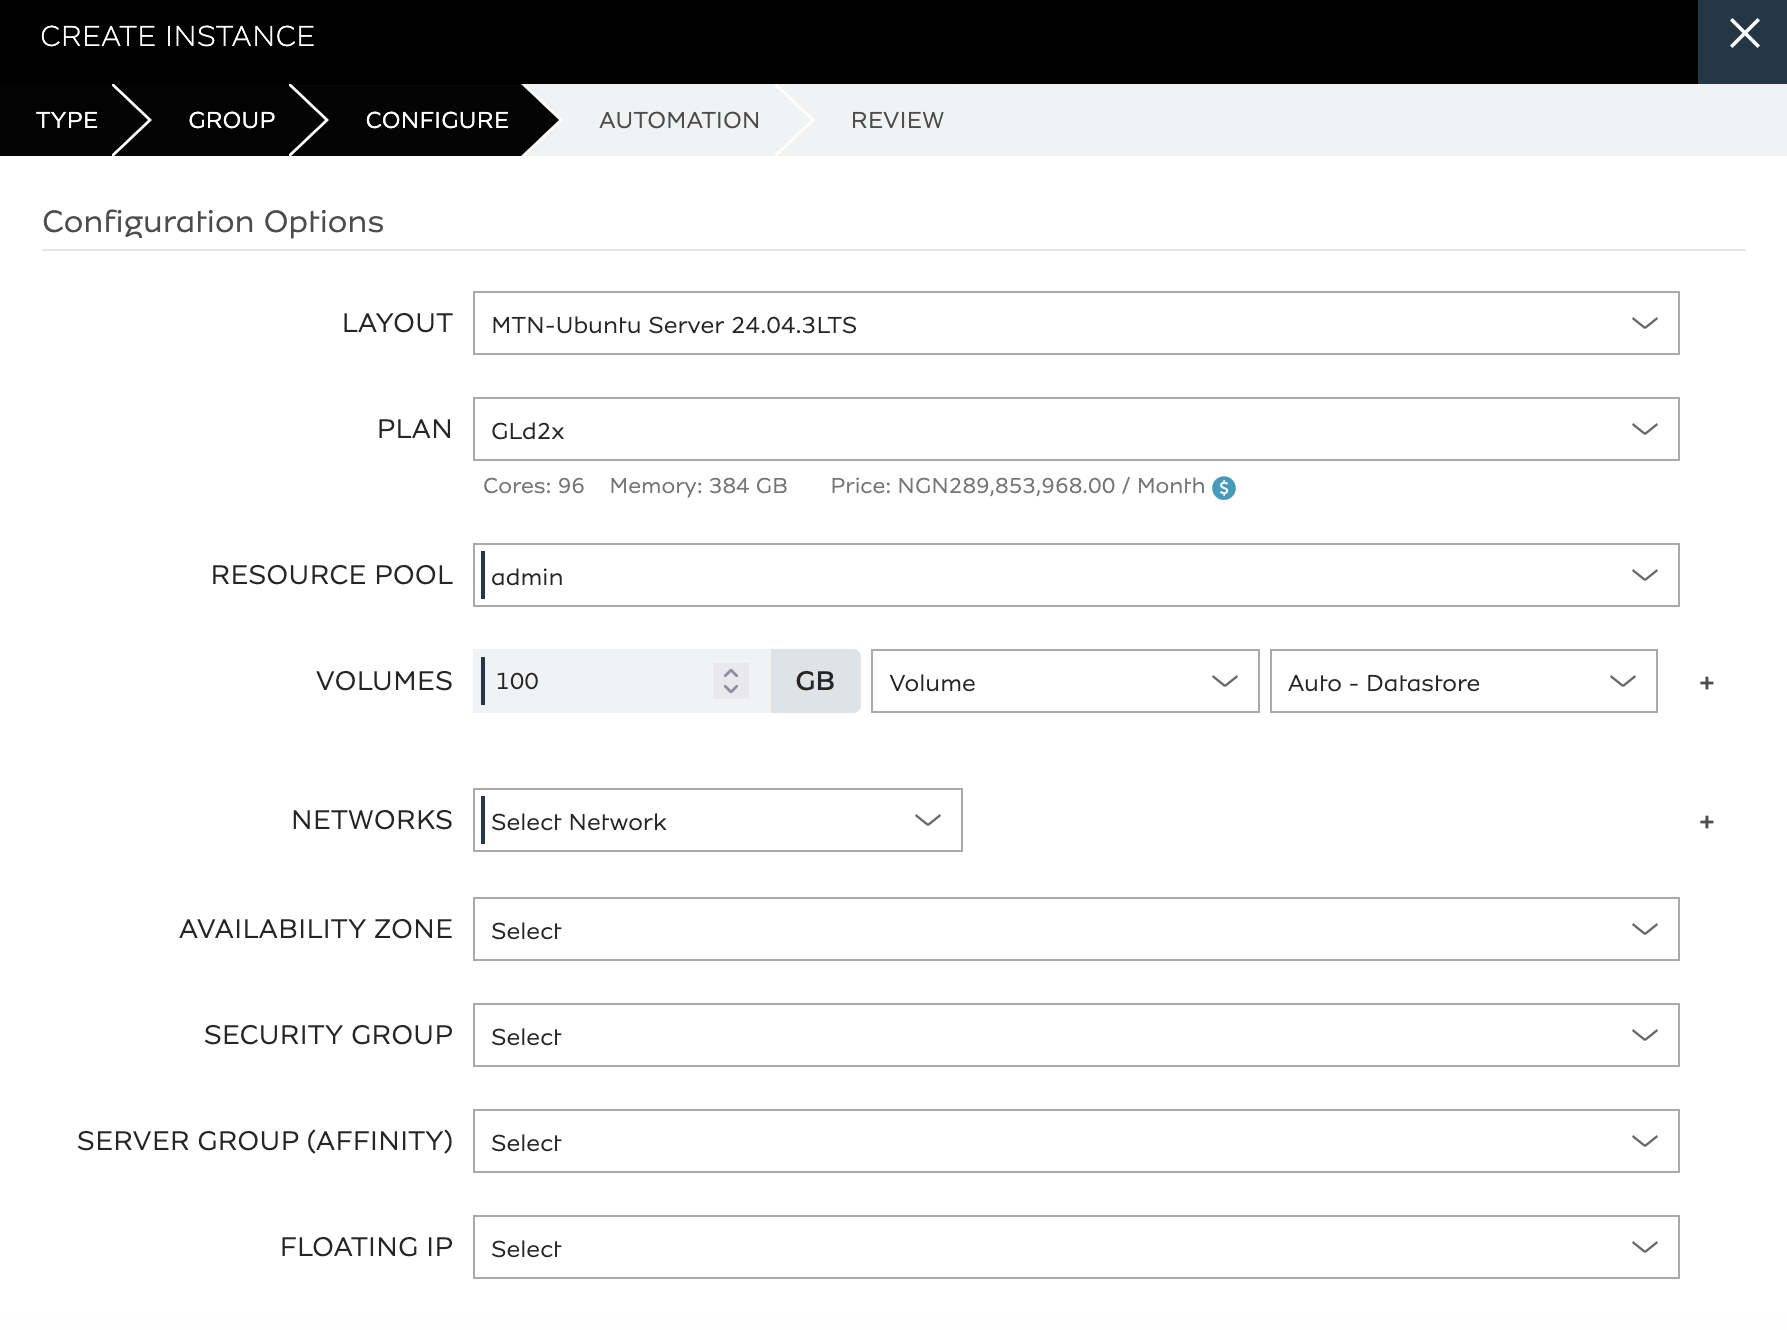 CREATE INSTANCE
TYPE GROUP CONFIGURE AUTOMATION REVIEW
Configuration Options
LAYOUT MTN-Ubuntu Server 24.04.3LTS
PLAN GLd2x
Cores: 96 Memory: 384 GB Price: NGN289,853,968.00 / Month $
RESOURCE POOL admin
VOLUMES 100 GB Volume Auto - Datastore +
NETWORKS Select Network +
AVAILABILITY ZONE Select
SECURITY GROUP Select
SERVER GROUP (AFFINITY) Select
FLOATING IP Select